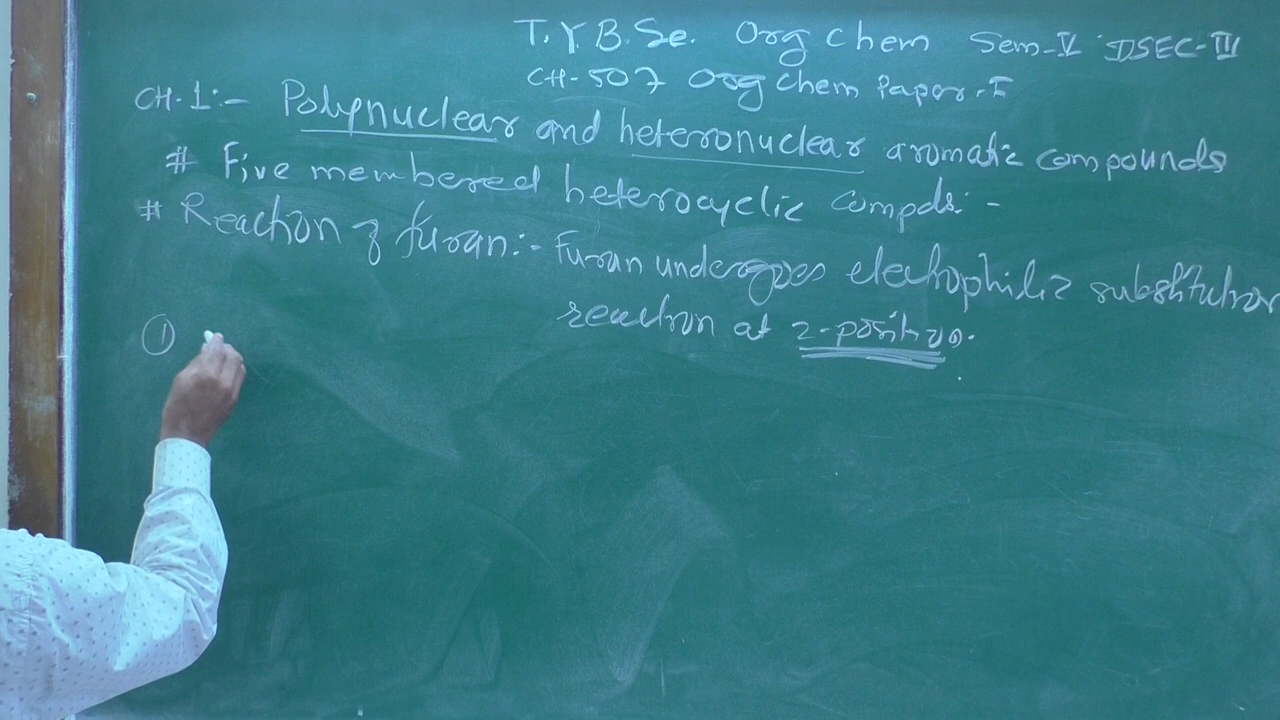 T.Y.B.Sc. Org chem Sem-V DSEC-III
CH-507 Org chem Paper-I
CH-1:- Polynuclear and heteronuclear aromatic compounds
# Five membered heterocyclic compds: -
# Reaction of furan:- Furan undergoes electrophilic substitution
reaction at 2-position.
①